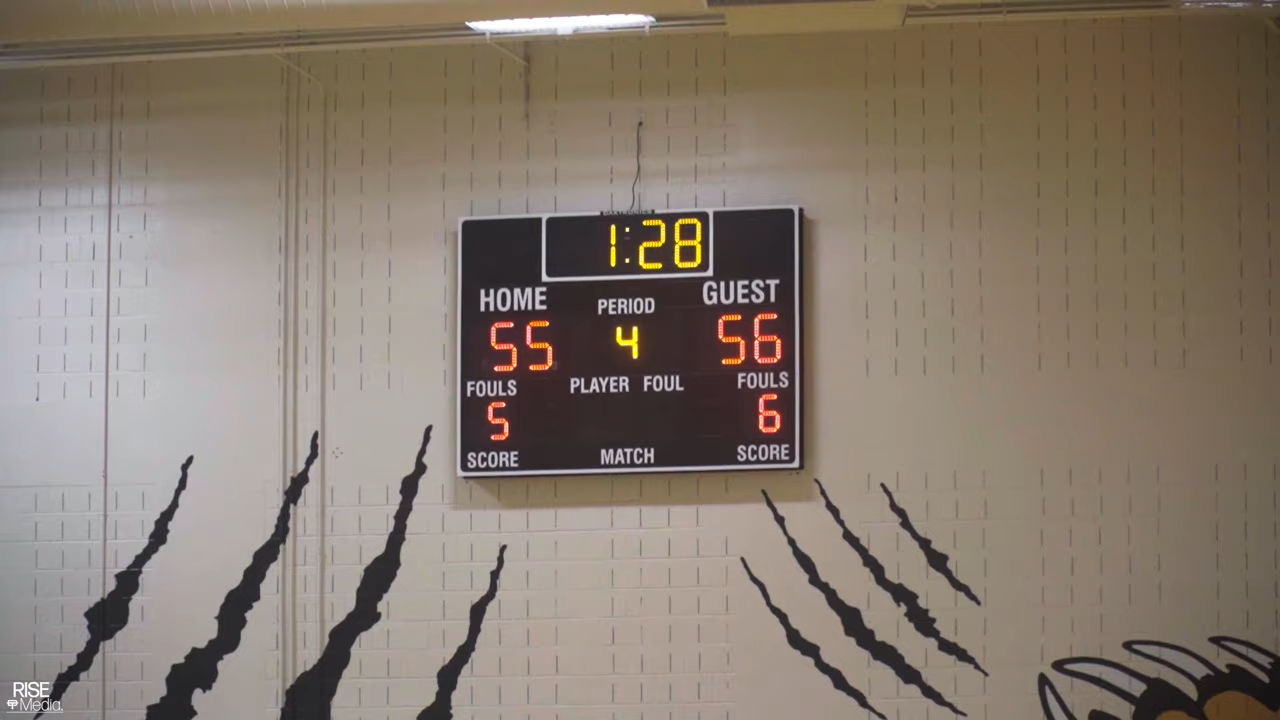 1:28
HOME PERIOD GUEST
55 4 56
FOULS PLAYER FOUL FOULS
5 6
SCORE MATCH SCORE
RISE
Media.